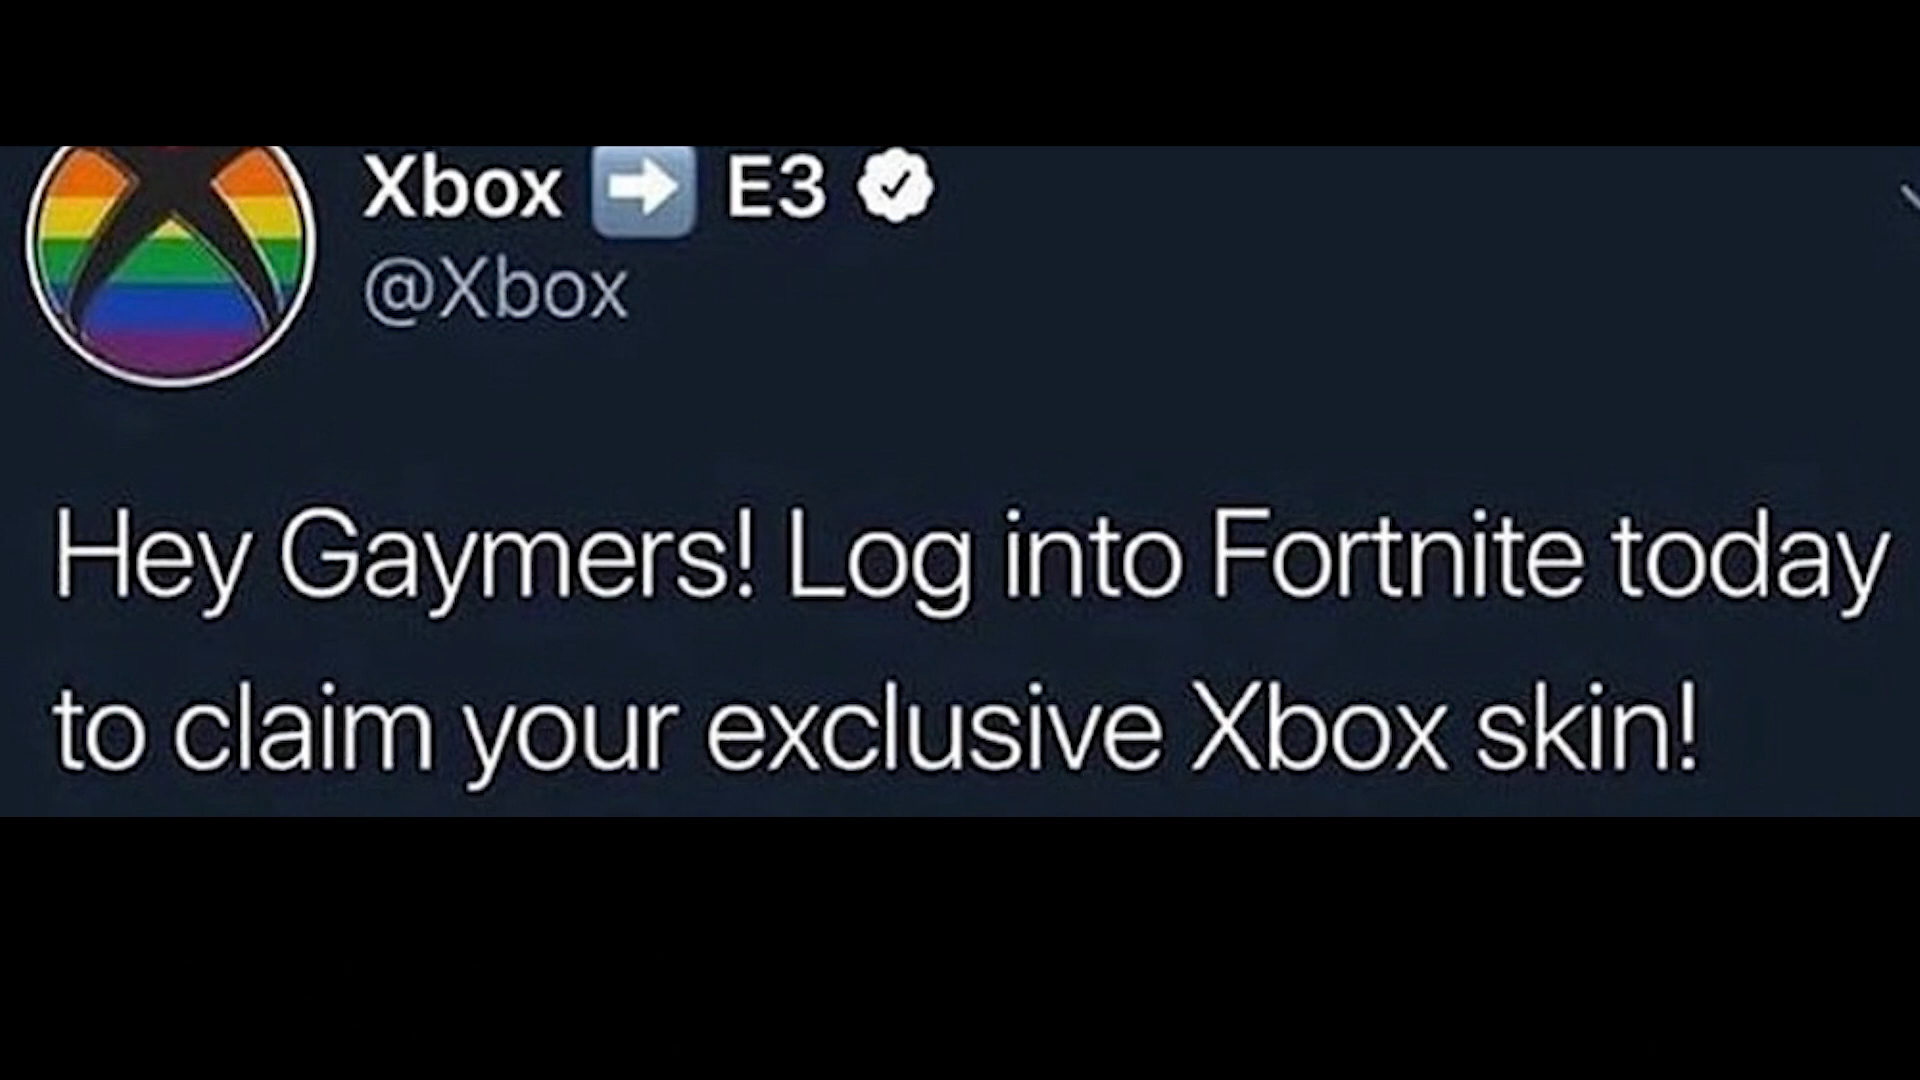 Xbox ➡️ E3
@Xbox
Hey Gaymers! Log into Fortnite today
to claim your exclusive Xbox skin!